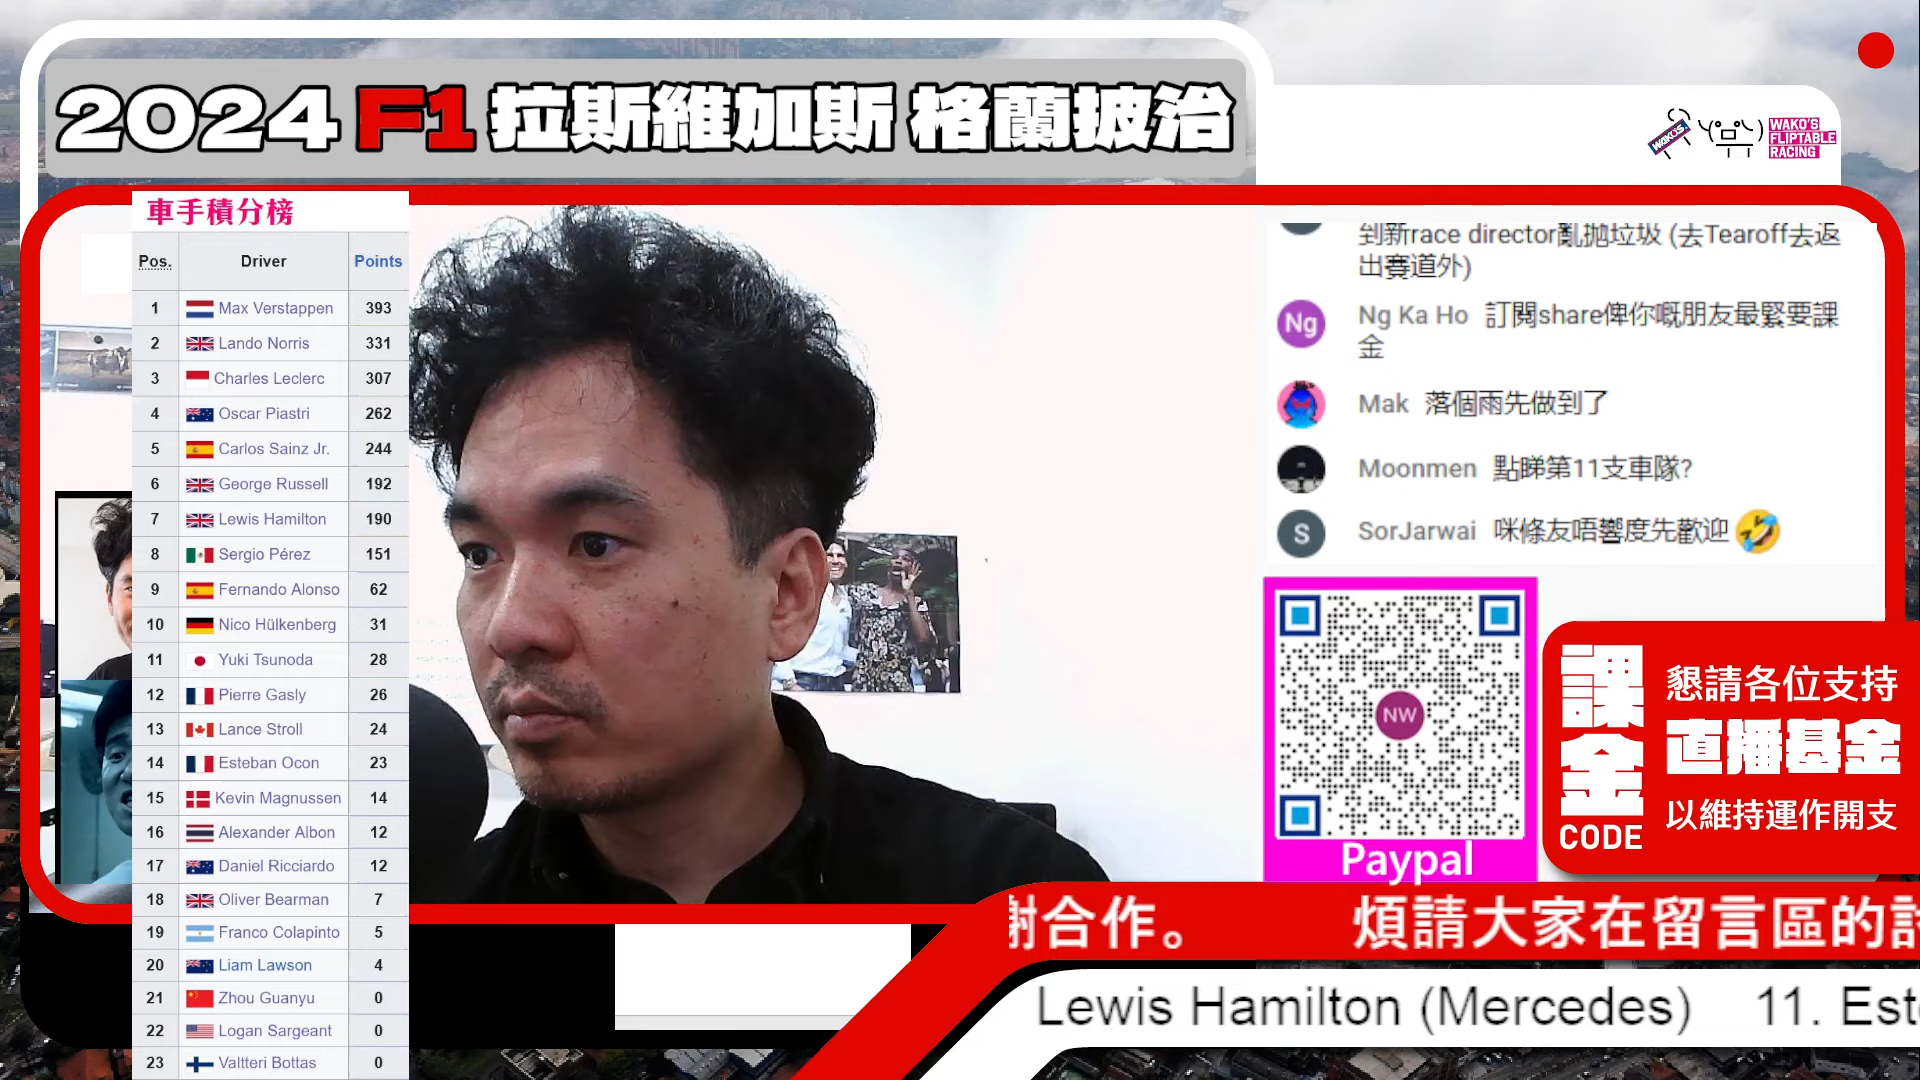 2024 F1 拉斯維加斯 格蘭披治
WAKO'S
WAKO'S
FLIPTABLE
RACING
車手積分榜
Pos. Driver Points
1 Max Verstappen 393
2 Lando Norris 331
3 Charles Leclerc 307
4 Oscar Piastri 262
5 Carlos Sainz Jr. 244
6 George Russell 192
7 Lewis Hamilton 190
8 Sergio Pérez 151
9 Fernando Alonso 62
10 Nico Hülkenberg 31
11 Yuki Tsunoda 28
12 Pierre Gasly 26
13 Lance Stroll 24
14 Esteban Ocon 23
15 Kevin Magnussen 14
16 Alexander Albon 12
17 Daniel Ricciardo 12
18 Oliver Bearman 7
19 Franco Colapinto 5
20 Liam Lawson 4
21 Zhou Guanyu 0
22 Logan Sargeant 0
23 Valtteri Bottas 0
到新race director亂拋垃圾 (去Tearoff去返
出賽道外)
Ng Ng Ka Ho 訂閱share俾你嘅朋友最緊要課
金
Mak 落個雨先做到了
Moonmen 點睇第11支車隊?
S SorJarwai 咪條友唔響度先歡迎 🤣
NW
Paypal
課金
CODE
懇請各位支持
直播基金
以維持運作開支
謝合作。 煩請大家在留言區的討
Lewis Hamilton (Mercedes) 11. Est